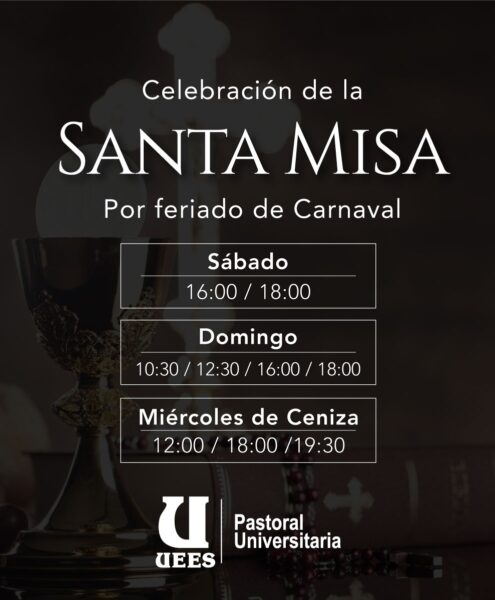 Celebración de la
SANTA MISA
Por feriado de Carnaval
Sábado
16:00 / 18:00
Domingo
10:30 / 12:30 / 16:00 / 18:00
Miércoles de Ceniza
12:00 / 18:00 /19:30
U
UEES
Pastoral
Universitaria